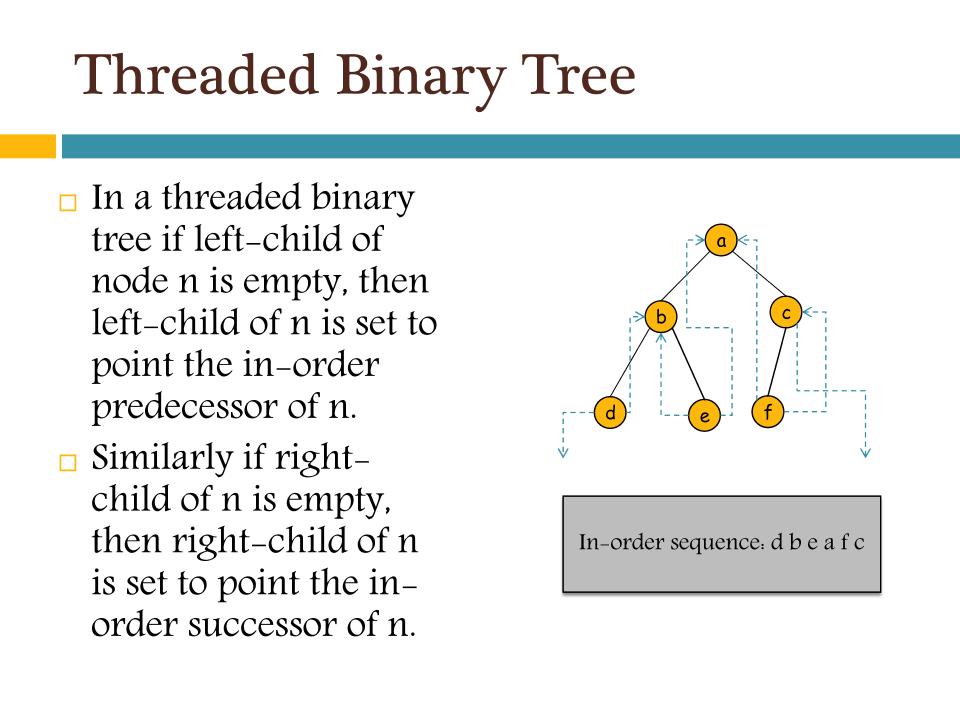 Threaded Binary Tree
In a threaded binary
tree if left-child of
node n is empty, then
left-child of n is set to
point the in-order
predecessor of n.
Similarly if right-
child of n is empty,
then right-child of n
is set to point the in-
order successor of n.
a
b
c
d
e
f
In-order sequence: d b e a f c